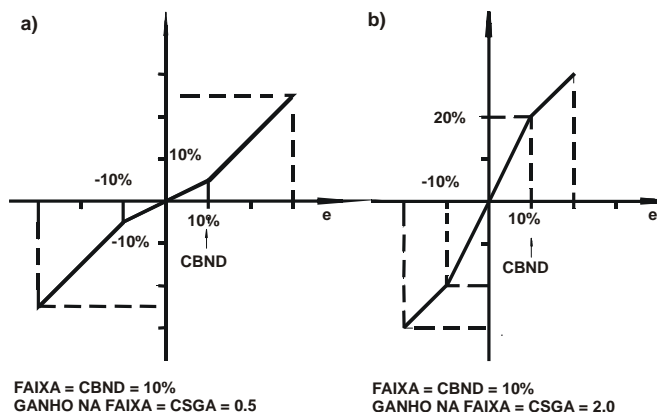 a)
10%
-10%
-10%
10%
e
CBND
FAIXA = CBND = 10%
GANHO NA FAIXA = CSGA = 0.5
b)
20%
-10%
10%
e
CBND
FAIXA = CBND = 10%
GANHO NA FAIXA = CSGA = 2.0